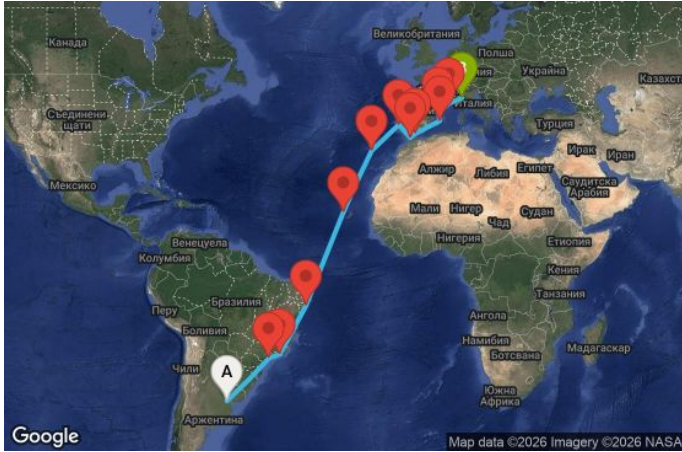 Великобритания
Канада
Полша
Украйна
Казахста
Италия
Съединени
щати
Турция
Ирак
Иран
Алжир
Либия
Египет
Саудитска
Арабия
Мексико
Мали
Нигер
Чад
Судан
Нигерия
Етиопия
Венецуела
Колумбия
Кения
Танзания
Бразилия
Перу
Ангола
Боливия
Намибия
Ботсвана
Мадагаскар
Чили
A
Южна
Африка
Аржентина
Google
Map data ©2026 Imagery ©2026 NASA